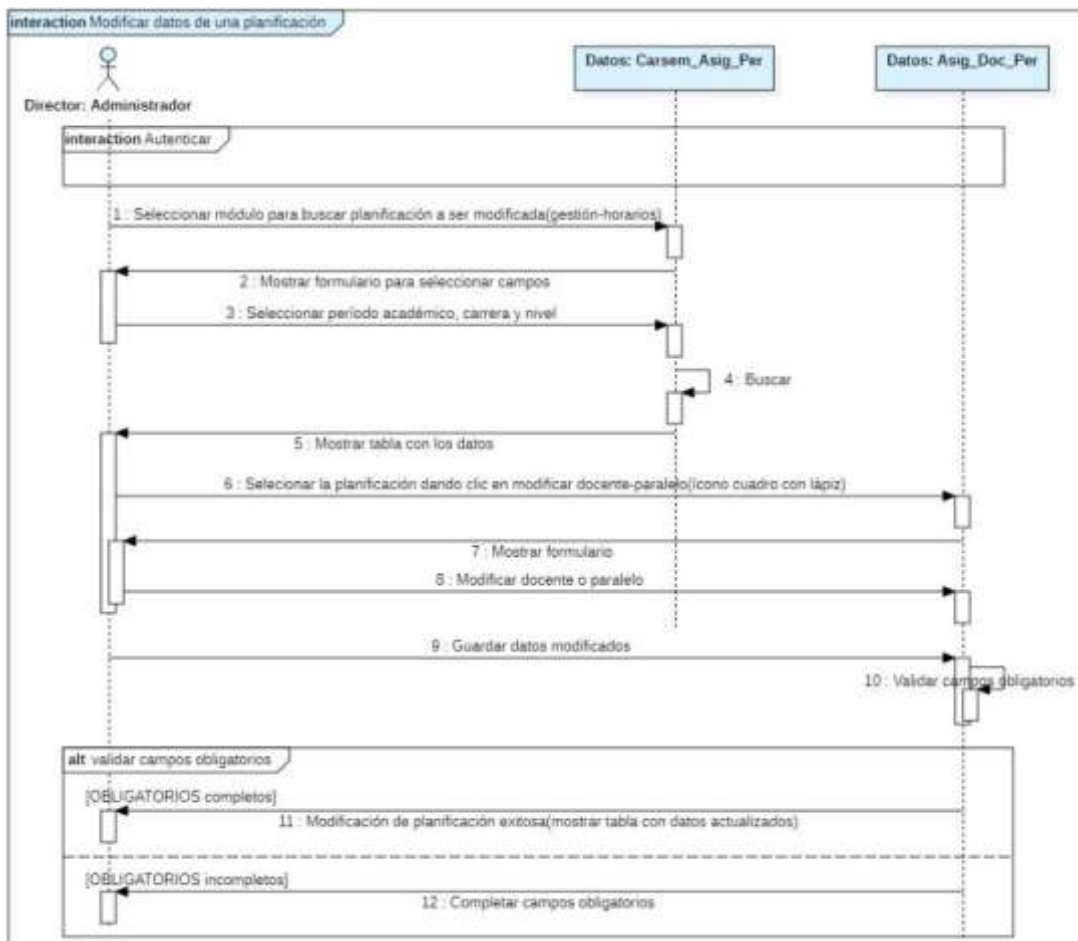 interaction Modificar datos de una planificación
Datos: Carsem_Asig_Per
Datos: Asig_Doc_Per
Director: Administrador
interaction Autenticar
1 : Seleccionar módulo para buscar planificación a ser modificada(gestión-horarios)
2 : Mostrar formulario para seleccionar campos
3 : Seleccionar período académico, carrera y nivel
4 : Buscar
5 : Mostrar tabla con los datos
6 : Selecionar la planificación dando clic en modificar docente-paralelo(ícono cuadro con lápiz)
7 : Mostrar formulario
8 : Modificar docente o paralelo
9 : Guardar datos modificados
10 : Validar campos obligatorios
alt validar campos obligatorios
[OBLIGATORIOS completos]
11 : Modificación de planificación exitosa(mostrar tabla con datos actualizados)
[OBLIGATORIOS incompletos]
12 : Completar campos obligatorios